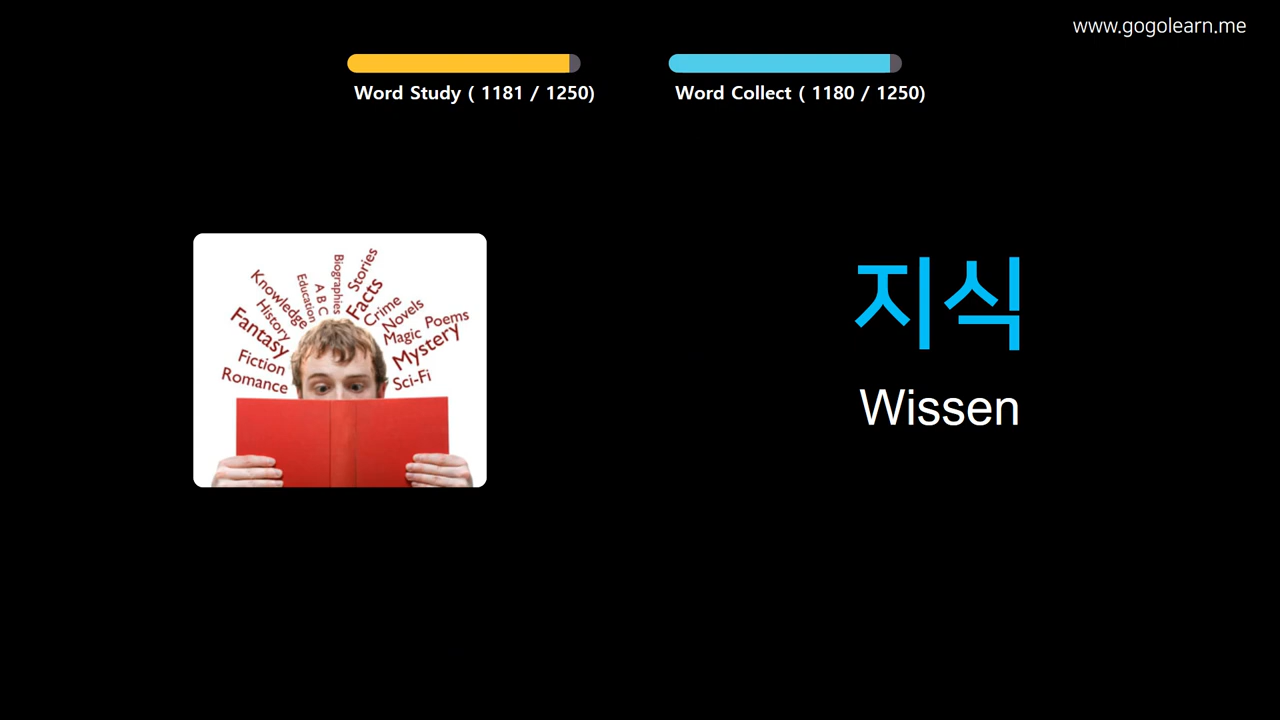 www.gogolearn.me
Word Study ( 1181 / 1250)
Word Collect ( 1180 / 1250)
Knowledge
History
Fantasy
Fiction
Romance
Education
A B C
Biographies
Stories
Facts
Crime
Novels
Magic
Poems
Mystery
Sci-Fi
지식
Wissen